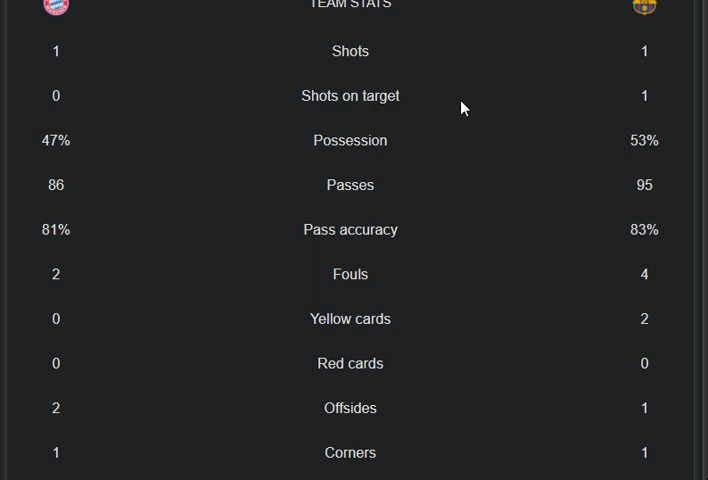 TEAM STATS
1 Shots 1
0 Shots on target 1
47% Possession 53%
86 Passes 95
81% Pass accuracy 83%
2 Fouls 4
0 Yellow cards 2
0 Red cards 0
2 Offsides 1
1 Corners 1